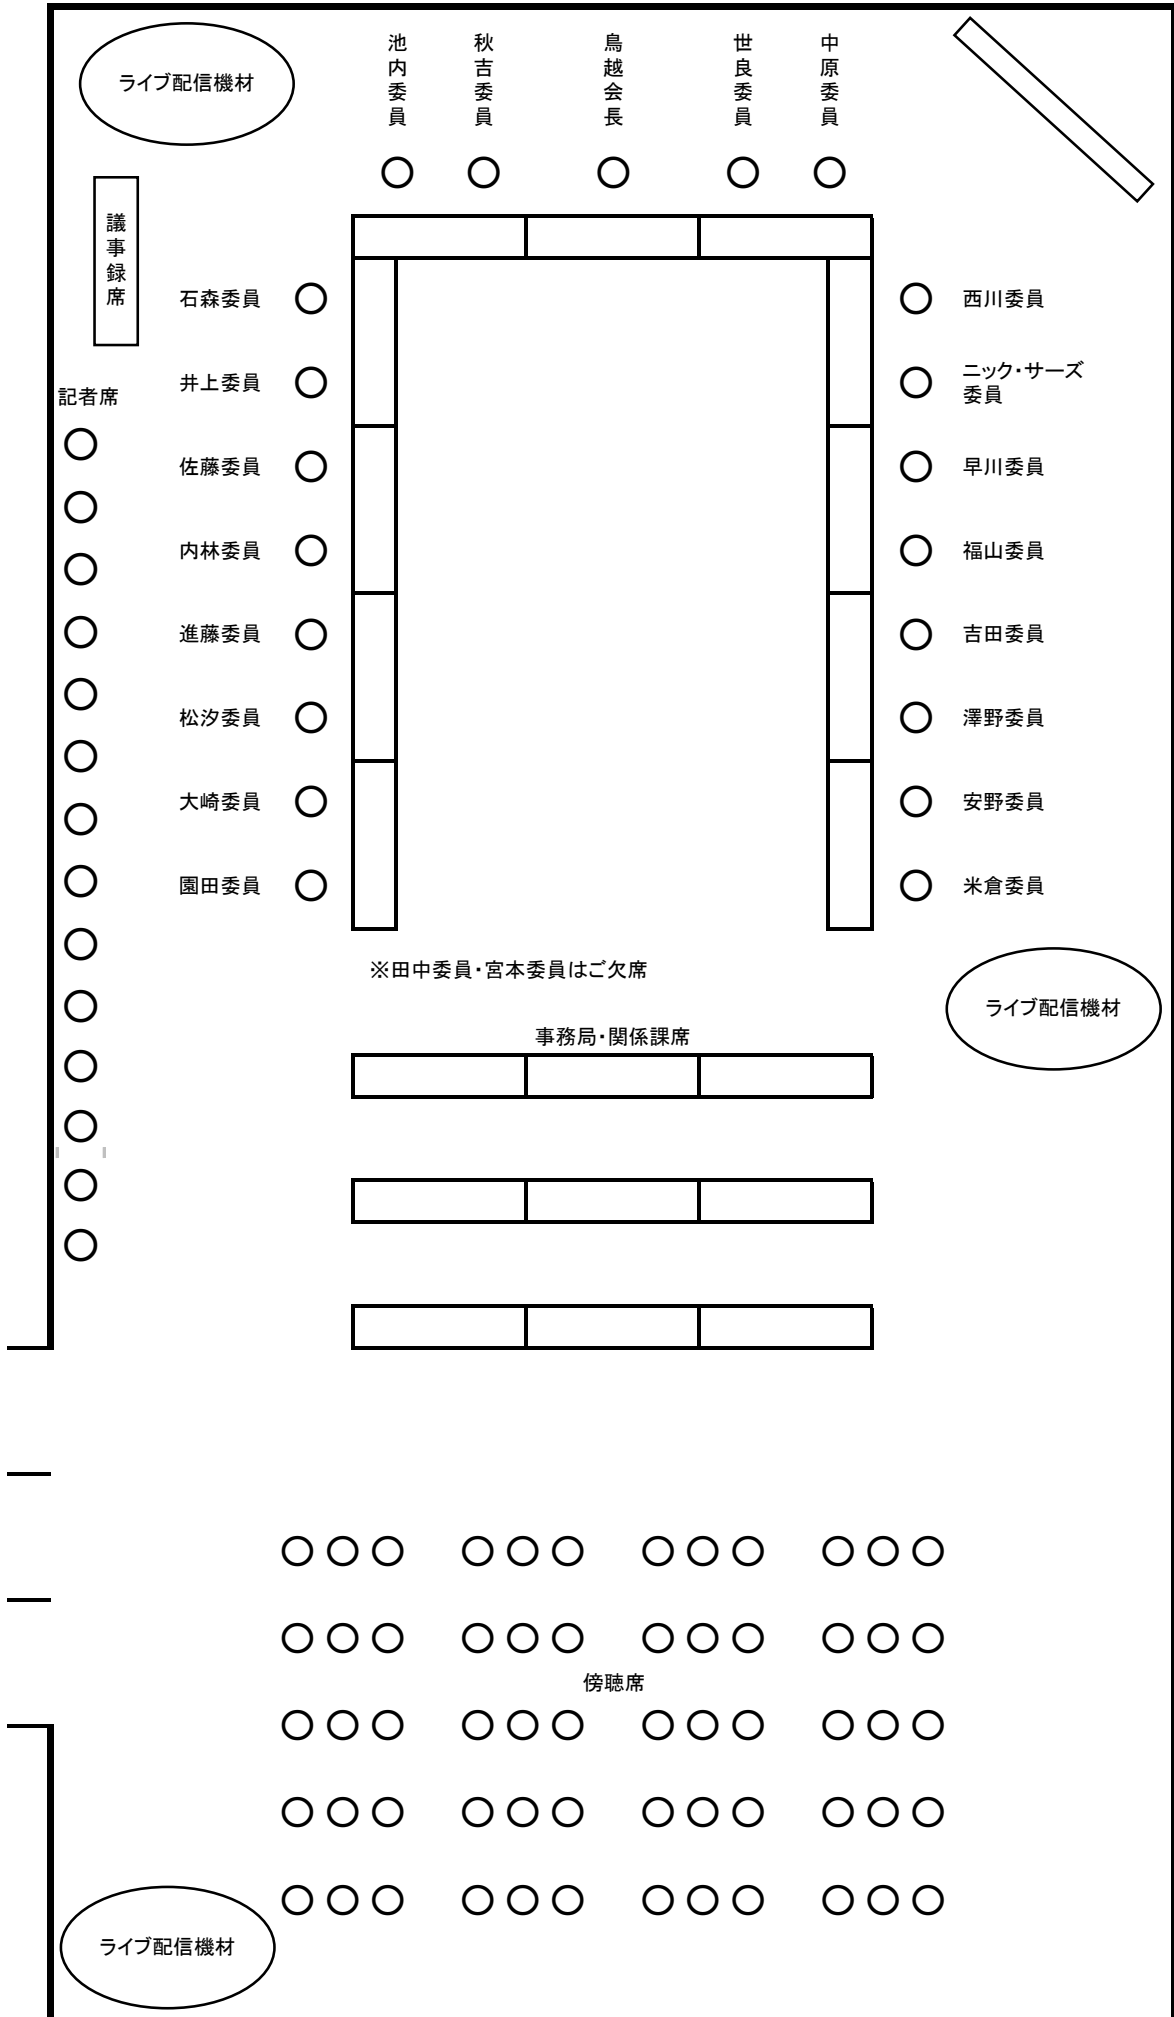 ライブ配信機材
池内委員
秋吉委員
鳥越会長
世良委員
中原委員
議事録席
石森委員
西川委員
井上委員
ニック・サーズ
委員
記者席
佐藤委員
早川委員
内林委員
福山委員
進藤委員
吉田委員
松汐委員
澤野委員
大崎委員
安野委員
園田委員
米倉委員
※田中委員・宮本委員はご欠席
ライブ配信機材
事務局・関係課席
傍聴席
ライブ配信機材